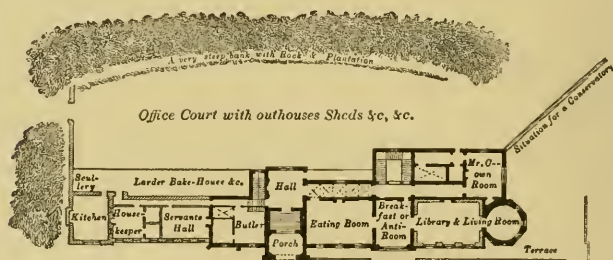 A very steep bank with Rock & Plantation
Office Court with outhouses Sheds &c, &c.
Situation for a Conservatory
Scul-
lery
Larder Bake-House &c.
Hall
Mr. O--
own
Room
Kitchen
House-
keeper
Servants
Hall
Butler
Porch
Eating Room
Break-
fast or
Anti-
Room
Library & Living Room
Terrace